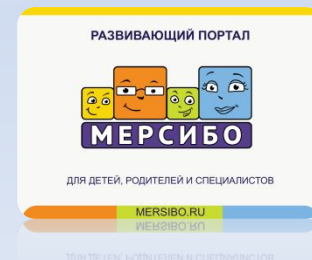 РАЗВИВАЮЩИЙ ПОРТАЛ
МЕРСИБО
ДЛЯ ДЕТЕЙ, РОДИТЕЛЕЙ И СПЕЦИАЛИСТОВ
MERSIBO.RU